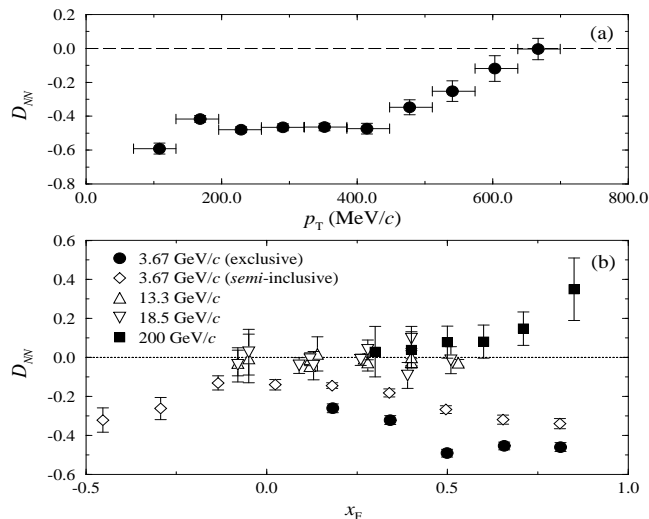 0.2
0.0
-0.2
-0.4
-0.6
-0.8
D_NN
(a)
0.0 200.0 400.0 600.0 800.0
p_T (MeV/c)
0.6
0.4
0.2
0.0
-0.2
-0.4
-0.6
D_NN
(b)
3.67 GeV/c (exclusive)
3.67 GeV/c (semi-inclusive)
13.3 GeV/c
18.5 GeV/c
200 GeV/c
-0.5 0.0 0.5 1.0
x_F